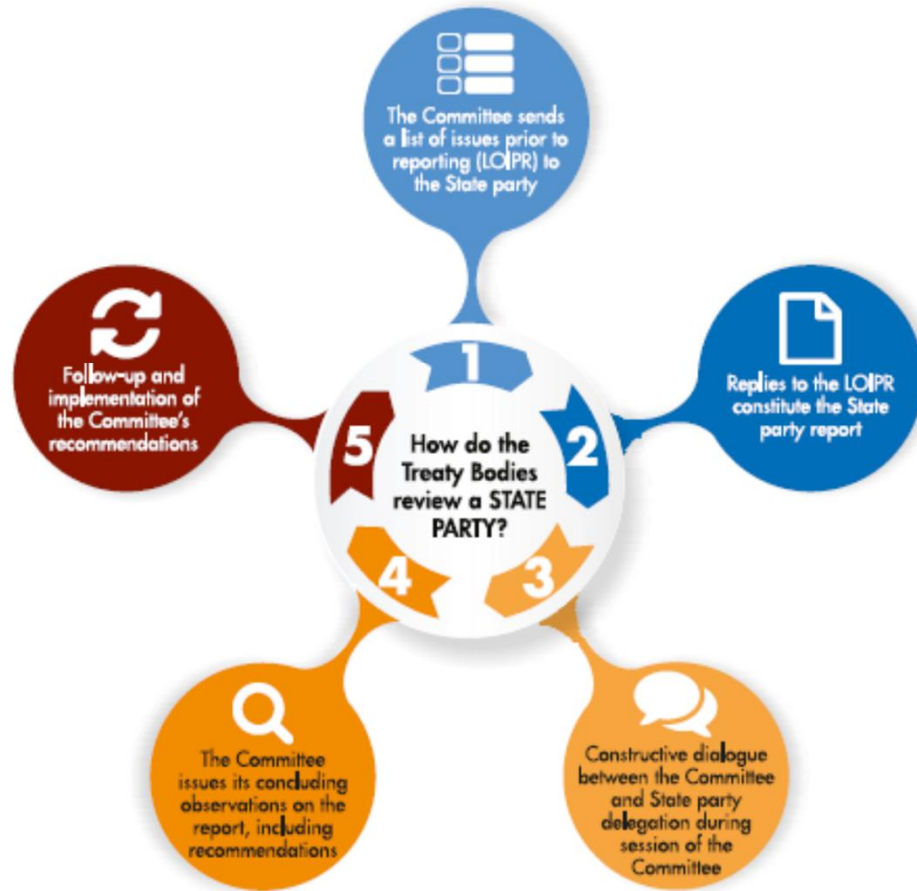 The Committee sends
a list of issues prior to
reporting (LOIPR) to
the State party
Replies to the LOIPR
constitute the State
party report
Constructive dialogue
between the Committee
and State party
delegation during
session of the
Committee
The Committee
issues its concluding
observations on the
report, including
recommendations
Follow-up and
implementation of
the Committee's
recommendations
1
2
3
4
5
How do the
Treaty Bodies
review a STATE
PARTY?